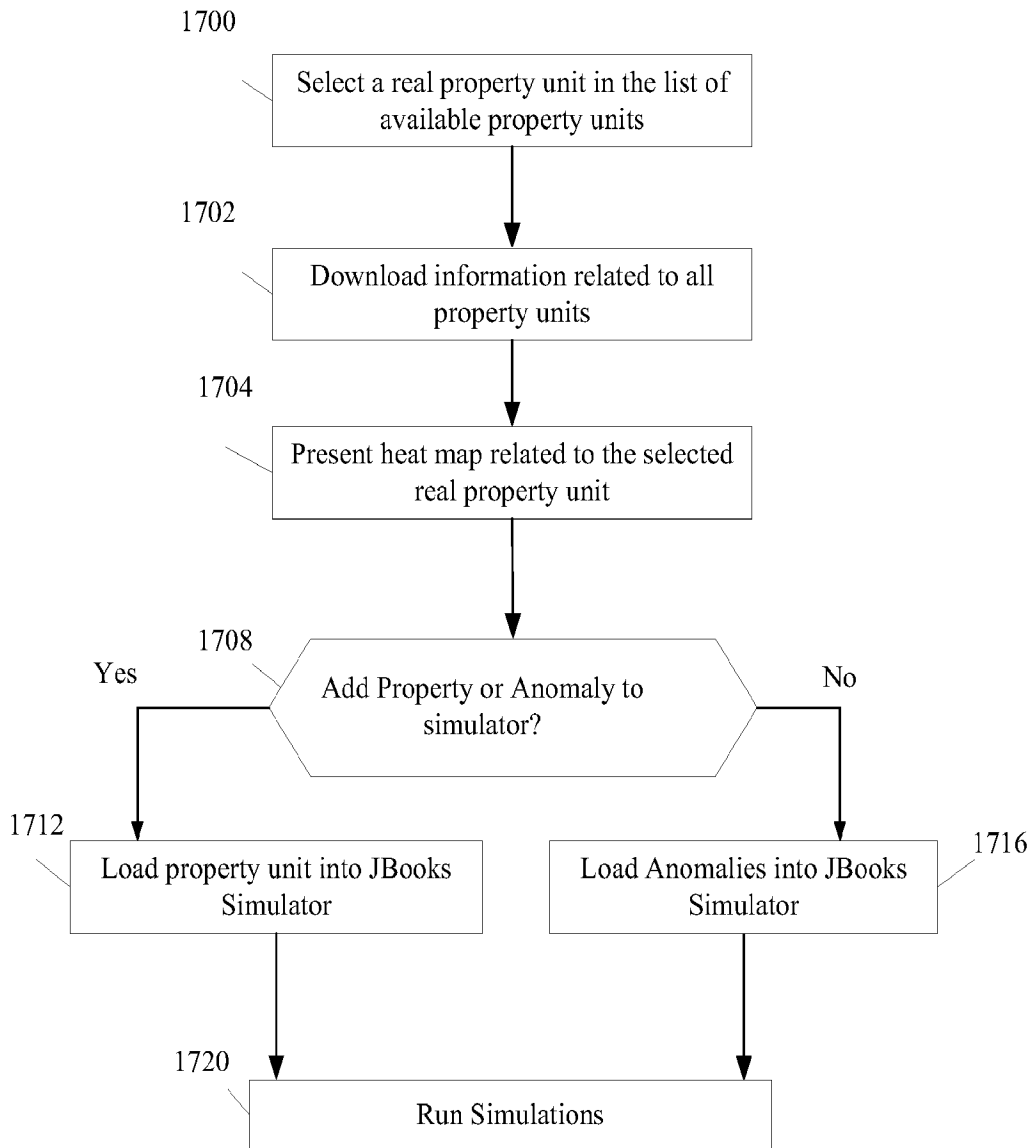 1700
Select a real property unit in the list of
available property units
1702
Download information related to all
property units
1704
Present heat map related to the selected
real property unit
1708
Yes
Add Property or Anomaly to
simulator?
No
1712
Load property unit into JBooks
Simulator
Load Anomalies into JBooks
Simulator
1716
1720
Run Simulations